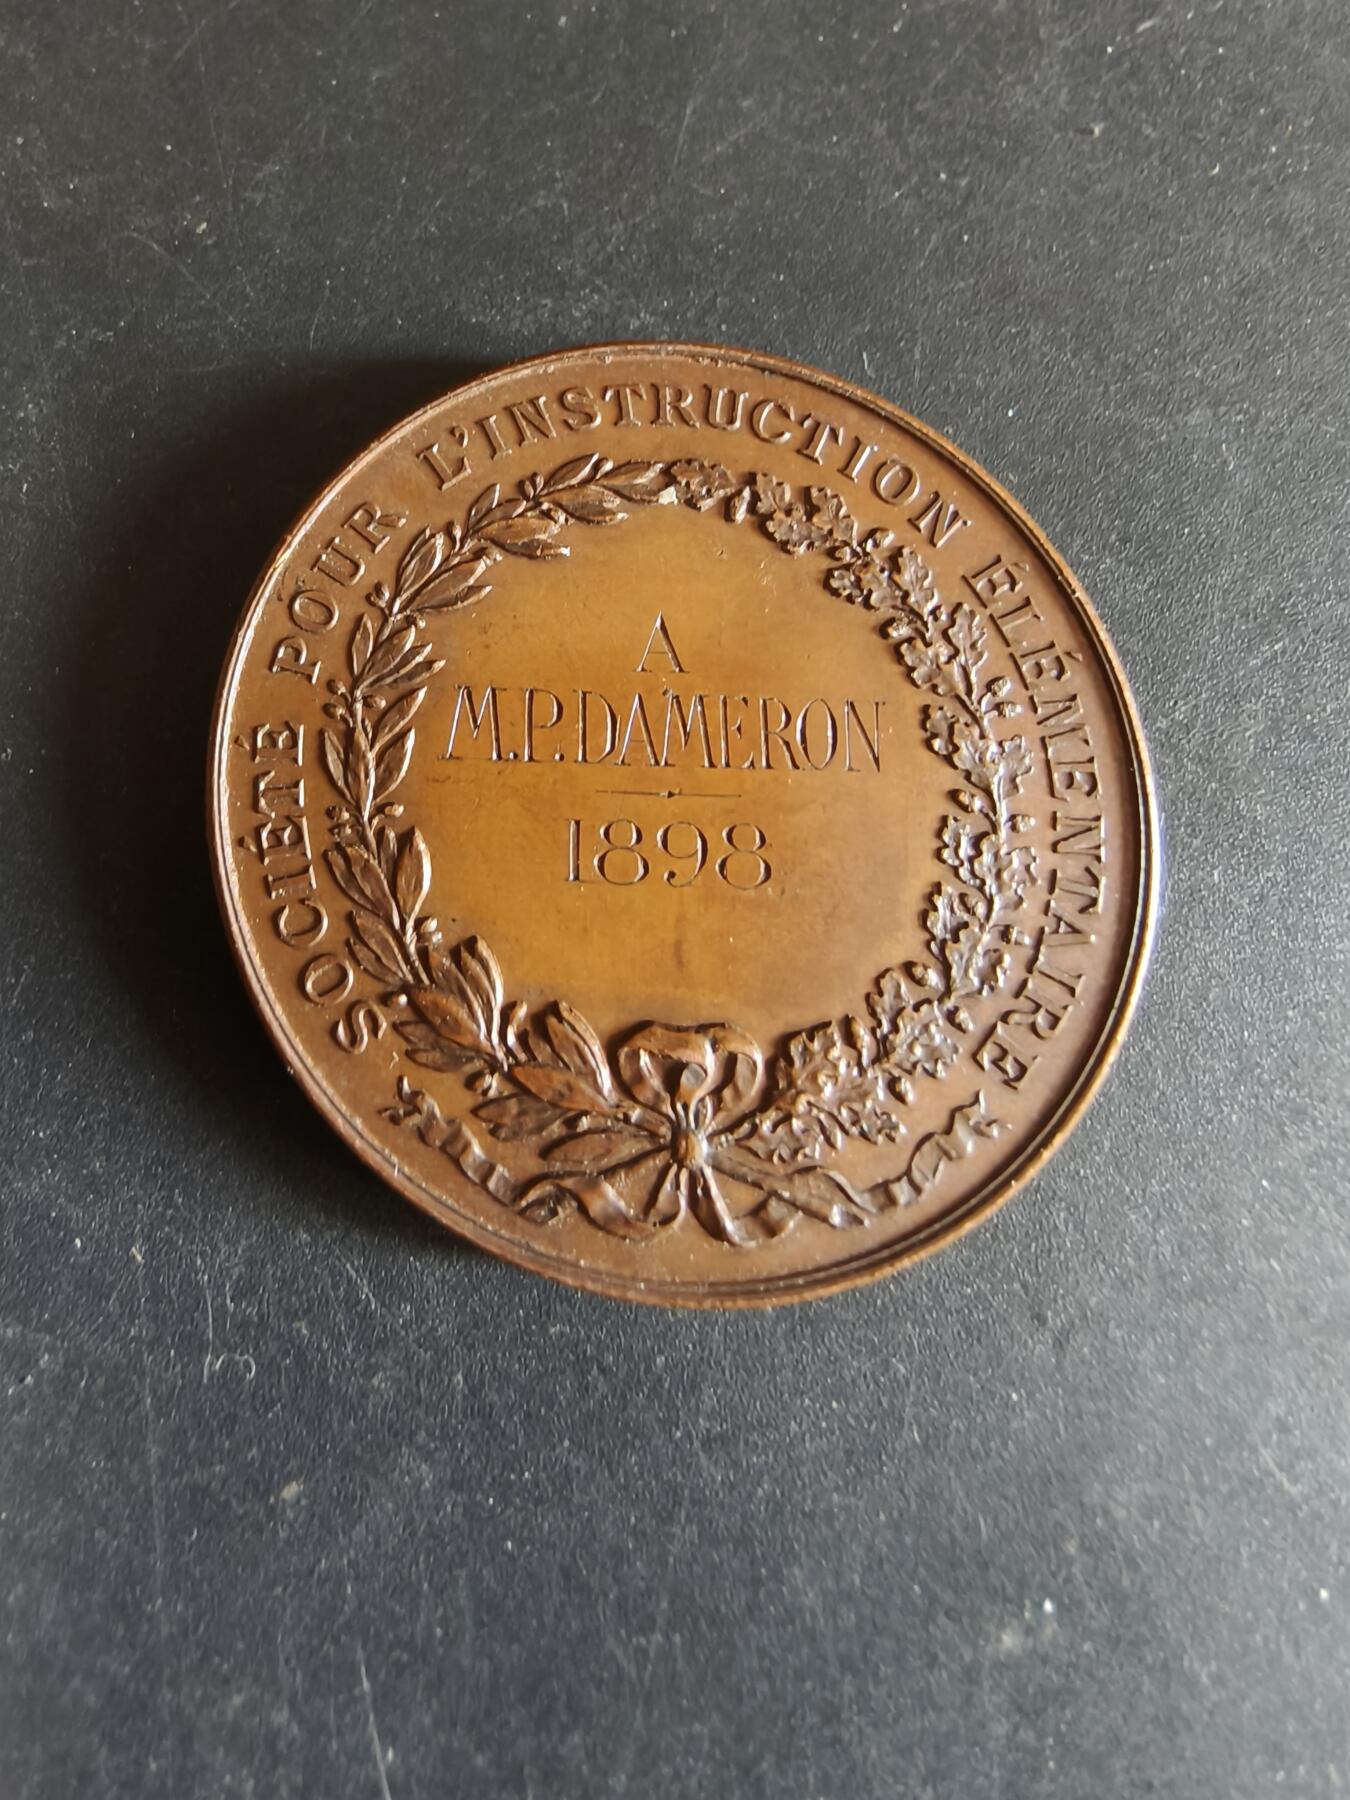 SOCIÉTÉ POUR L'INSTRUCTION ÉLÉMENTAIRE
A
M.P.DAMERON
1898